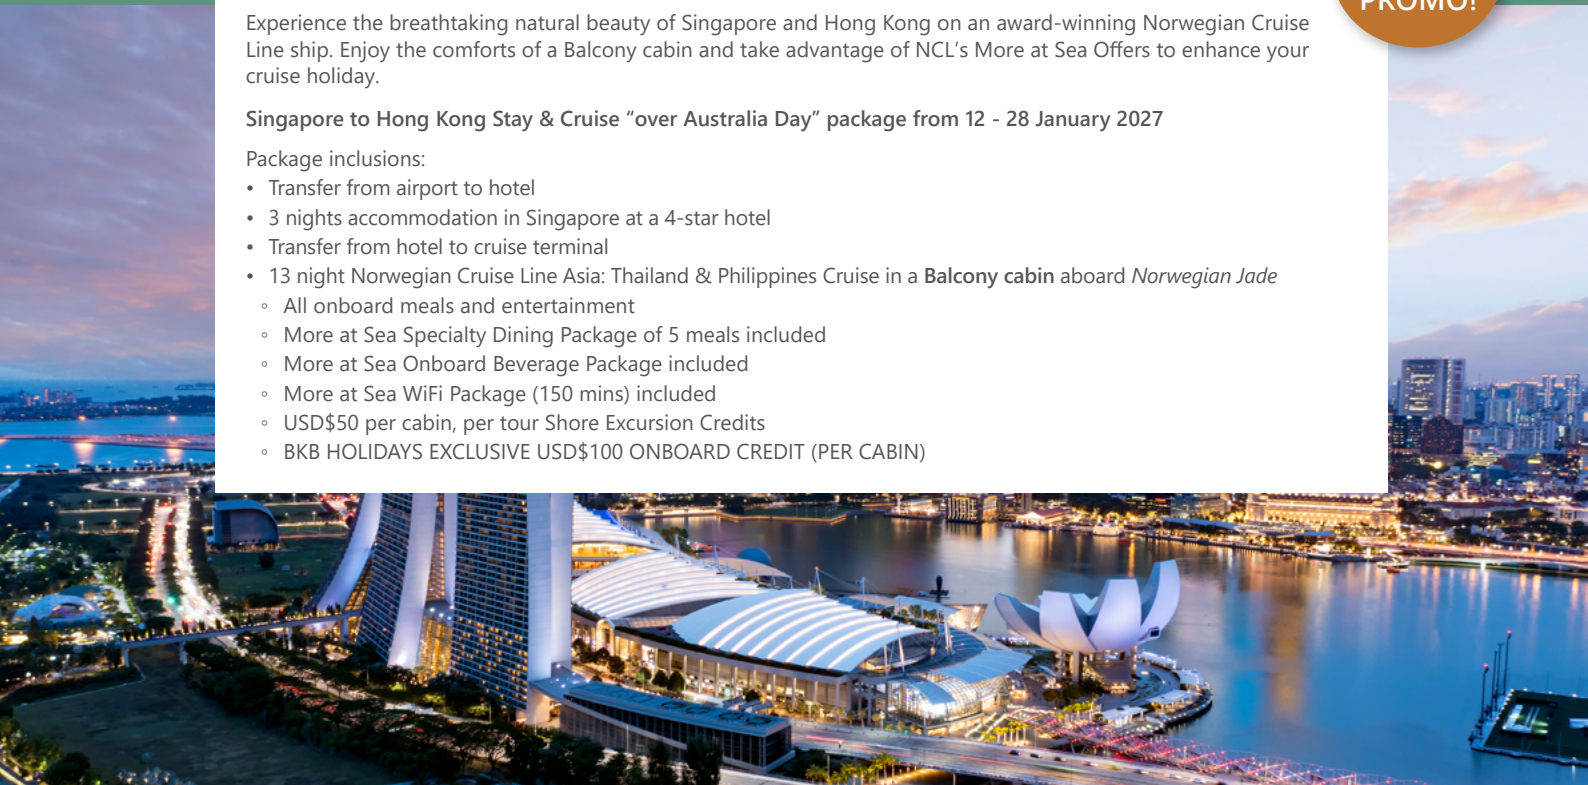 PROMO!
Experience the breathtaking natural beauty of Singapore and Hong Kong on an award-winning Norwegian Cruise
Line ship. Enjoy the comforts of a Balcony cabin and take advantage of NCL’s More at Sea Offers to enhance your
cruise holiday.
Singapore to Hong Kong Stay & Cruise “over Australia Day” package from 12 - 28 January 2027
Package inclusions:
• Transfer from airport to hotel
• 3 nights accommodation in Singapore at a 4-star hotel
• Transfer from hotel to cruise terminal
• 13 night Norwegian Cruise Line Asia: Thailand & Philippines Cruise in a Balcony cabin aboard Norwegian Jade
◦ All onboard meals and entertainment
◦ More at Sea Specialty Dining Package of 5 meals included
◦ More at Sea Onboard Beverage Package included
◦ More at Sea WiFi Package (150 mins) included
◦ USD$50 per cabin, per tour Shore Excursion Credits
◦ BKB HOLIDAYS EXCLUSIVE USD$100 ONBOARD CREDIT (PER CABIN)